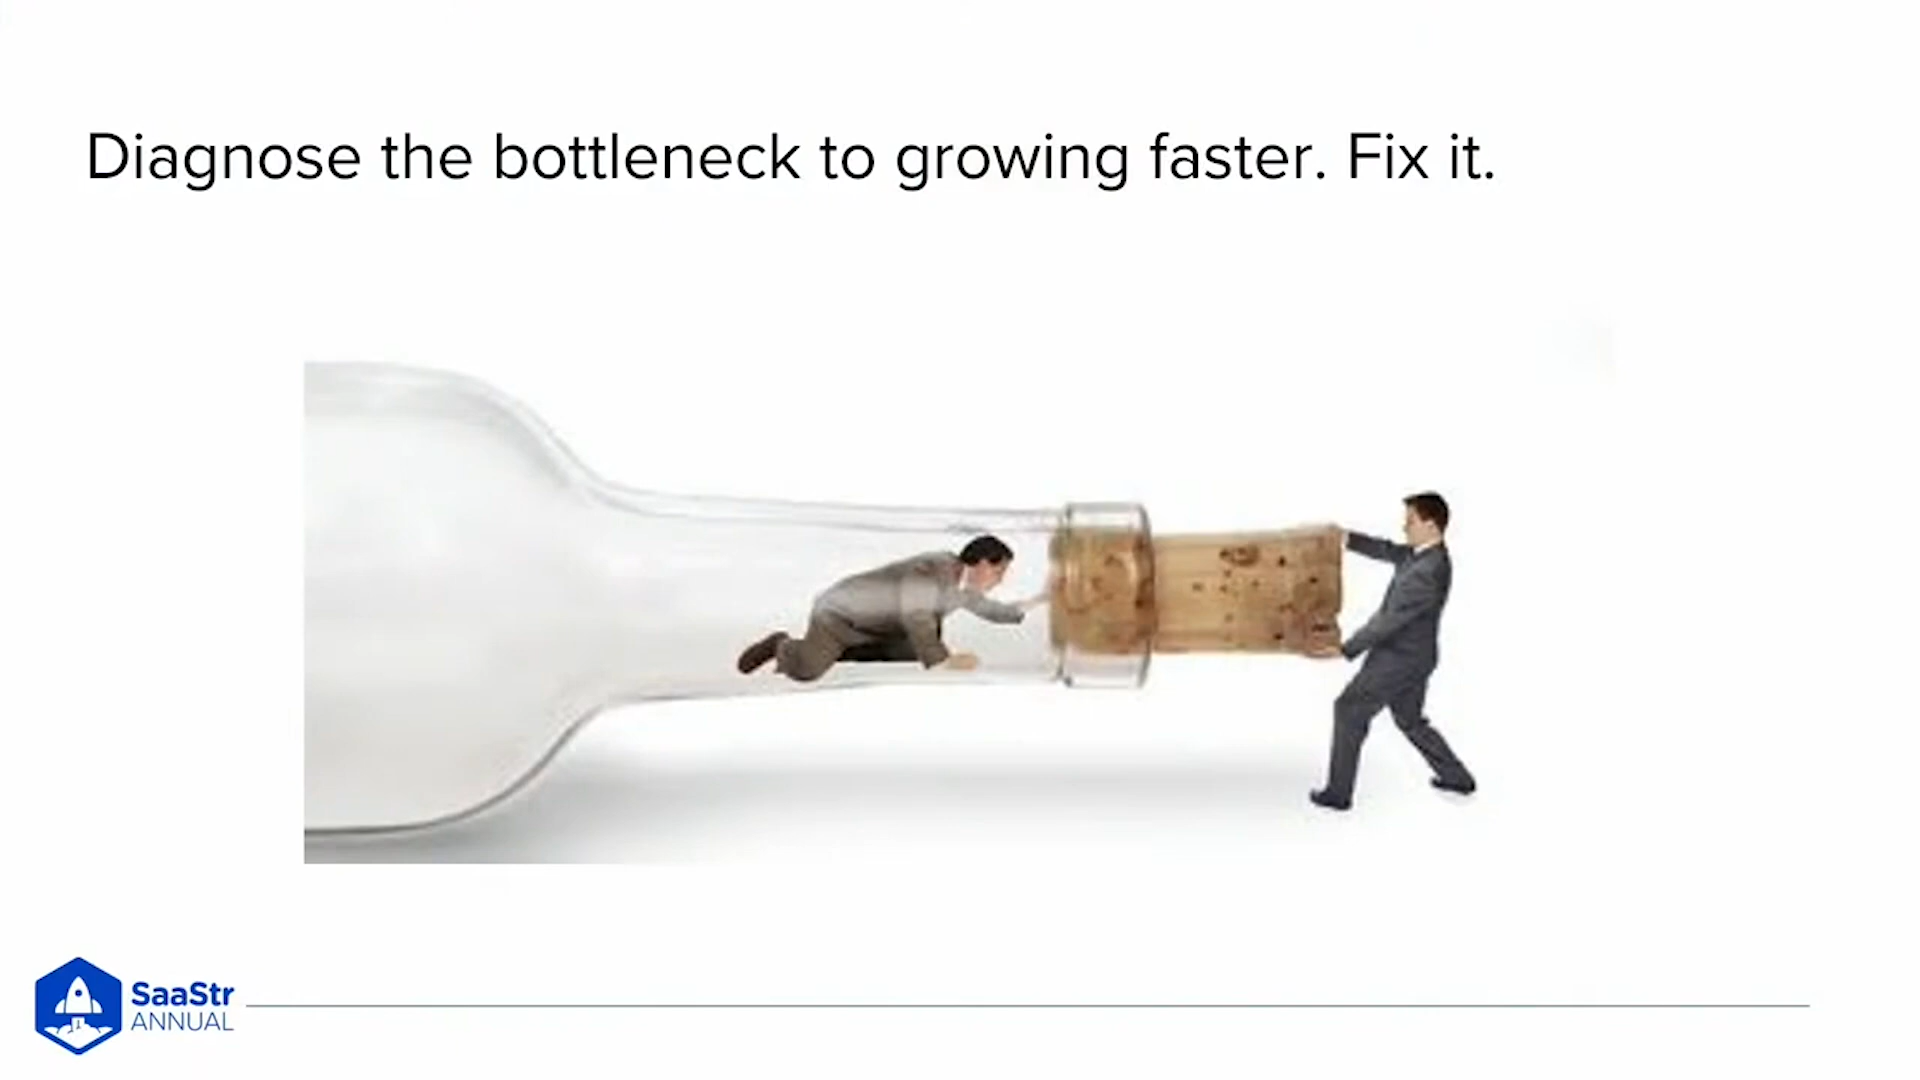 Diagnose the bottleneck to growing faster. Fix it.
SaaStr
ANNUAL